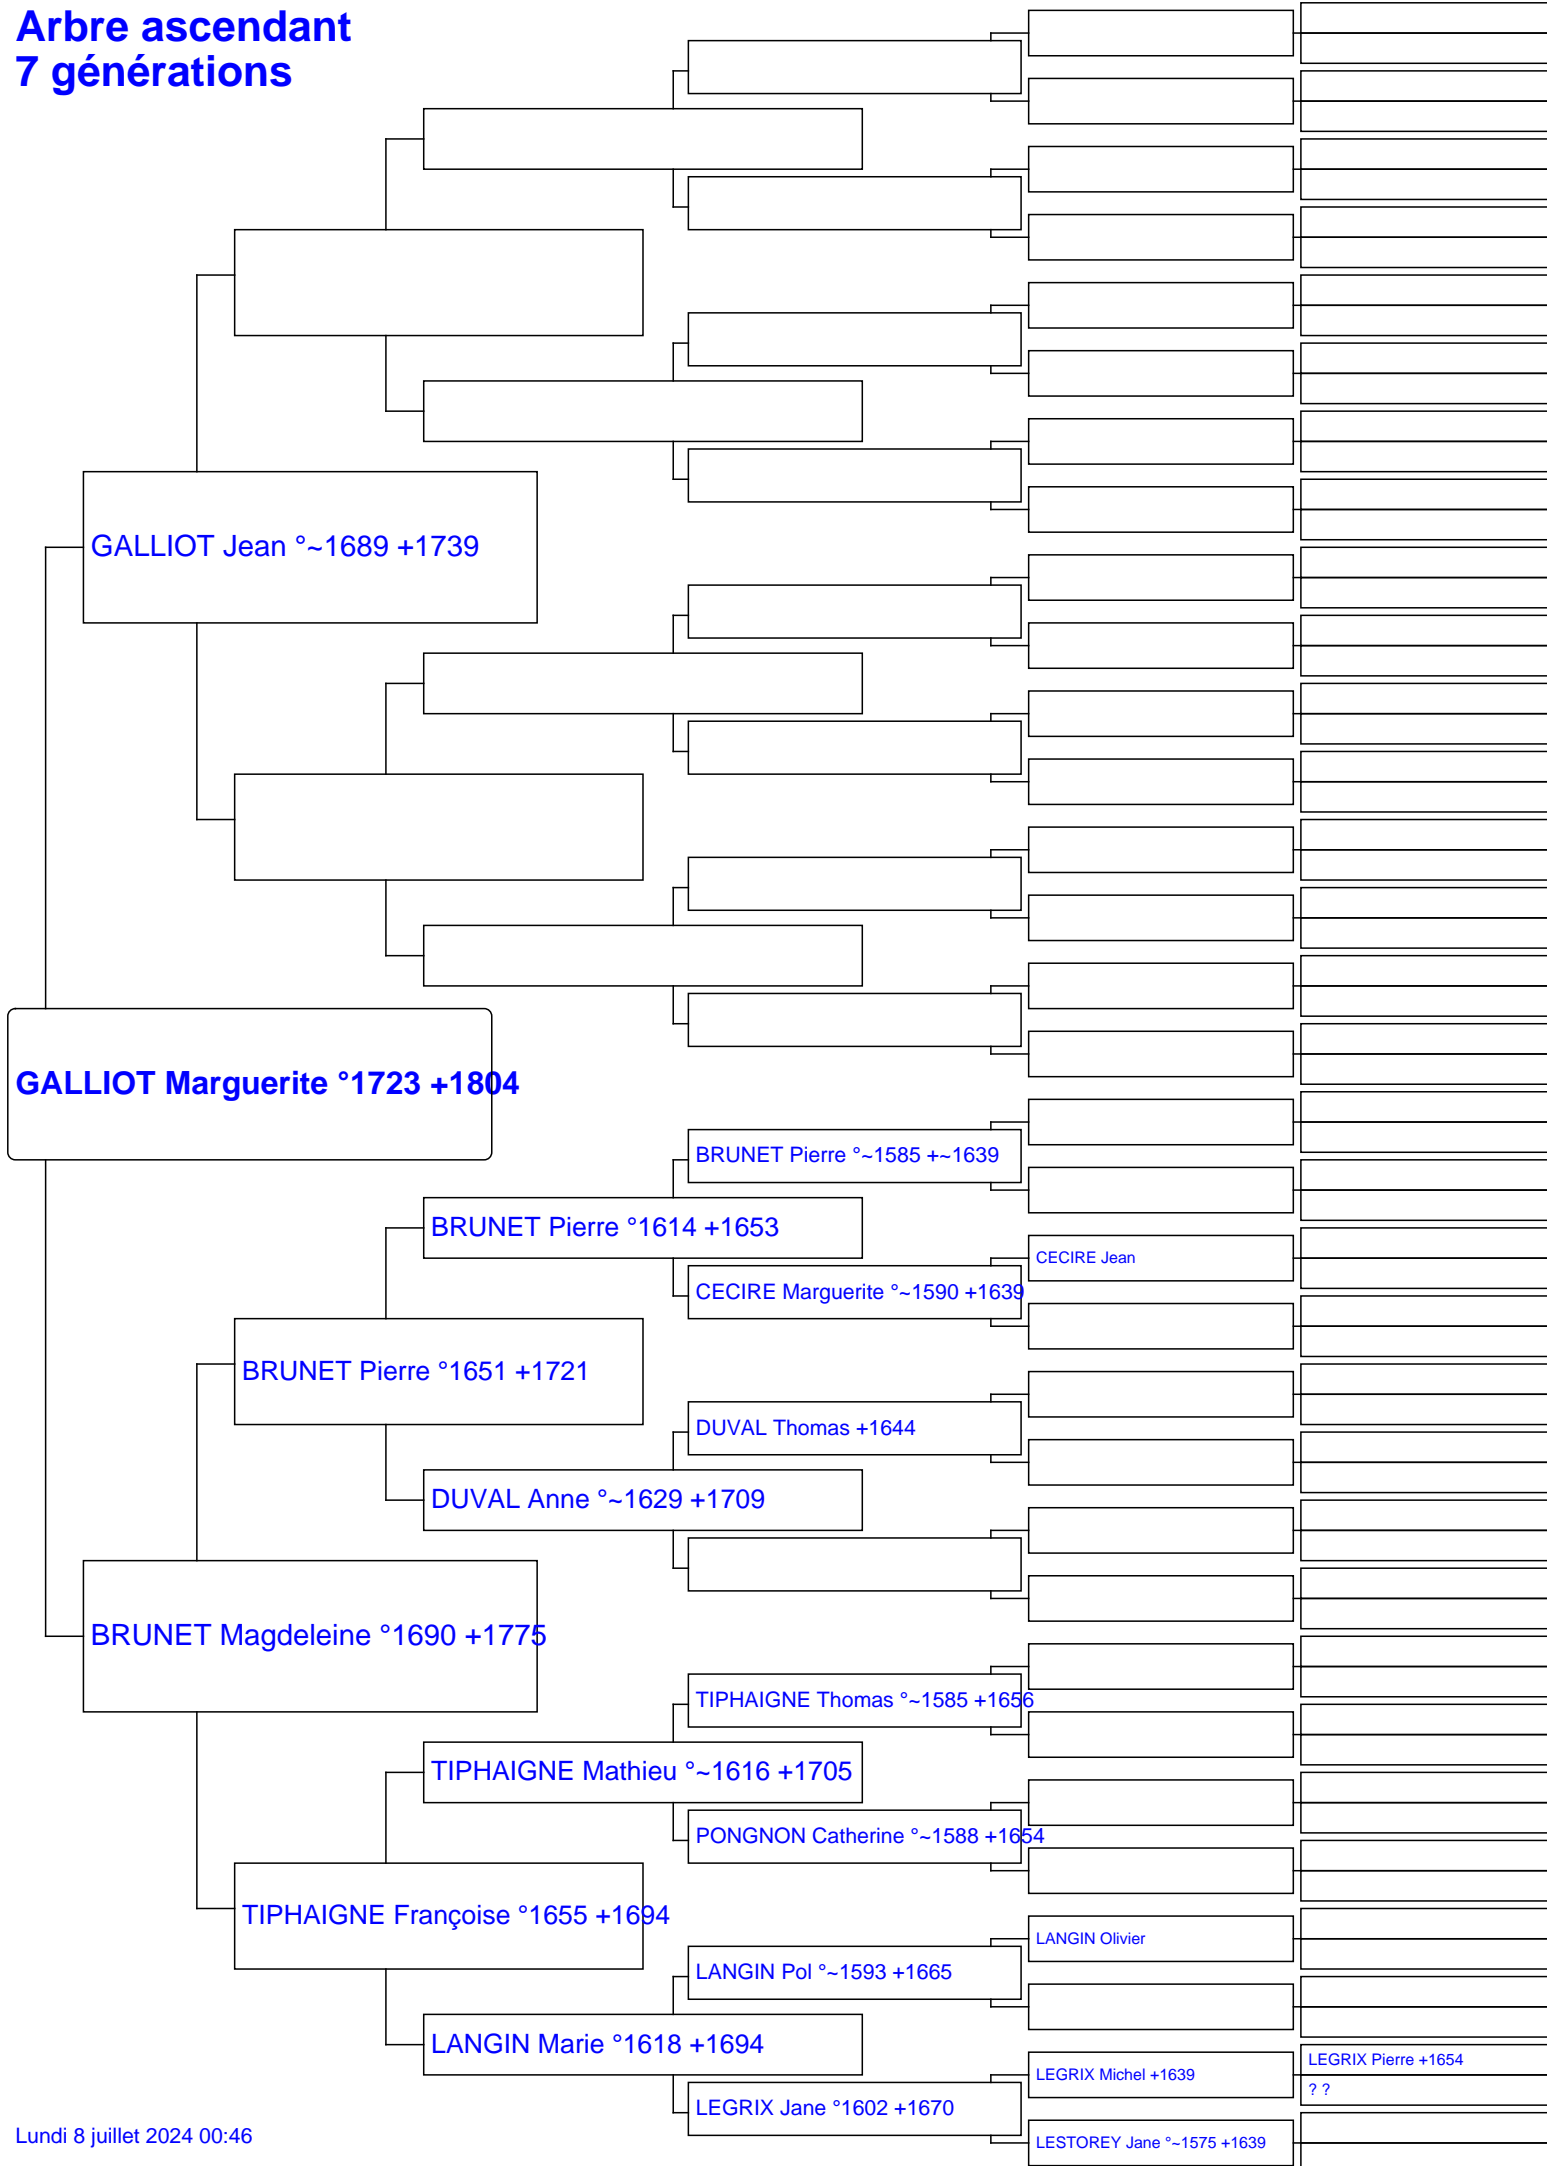 Arbre ascendant
7 générations
GALLIOT Jean °~1689 +1739
GALLIOT Marguerite °1723 +1804
BRUNET Pierre °~1585 +~1639
BRUNET Pierre °1614 +1653
CECIRE Jean
CECIRE Marguerite °~1590 +1639
BRUNET Pierre °1651 +1721
DUVAL Thomas +1644
DUVAL Anne °~1629 +1709
BRUNET Magdeleine °1690 +1775
TIPHAIGNE Thomas °~1585 +1656
TIPHAIGNE Mathieu °~1616 +1705
PONGNON Catherine °~1588 +1654
TIPHAIGNE Françoise °1655 +1694
LANGIN Olivier
LANGIN Pol °~1593 +1665
LANGIN Marie °1618 +1694
LEGRIX Pierre +1654
LEGRIX Michel +1639
? ?
LEGRIX Jane °1602 +1670
LESTOREY Jane °~1575 +1639
Lundi 8 juillet 2024 00:46